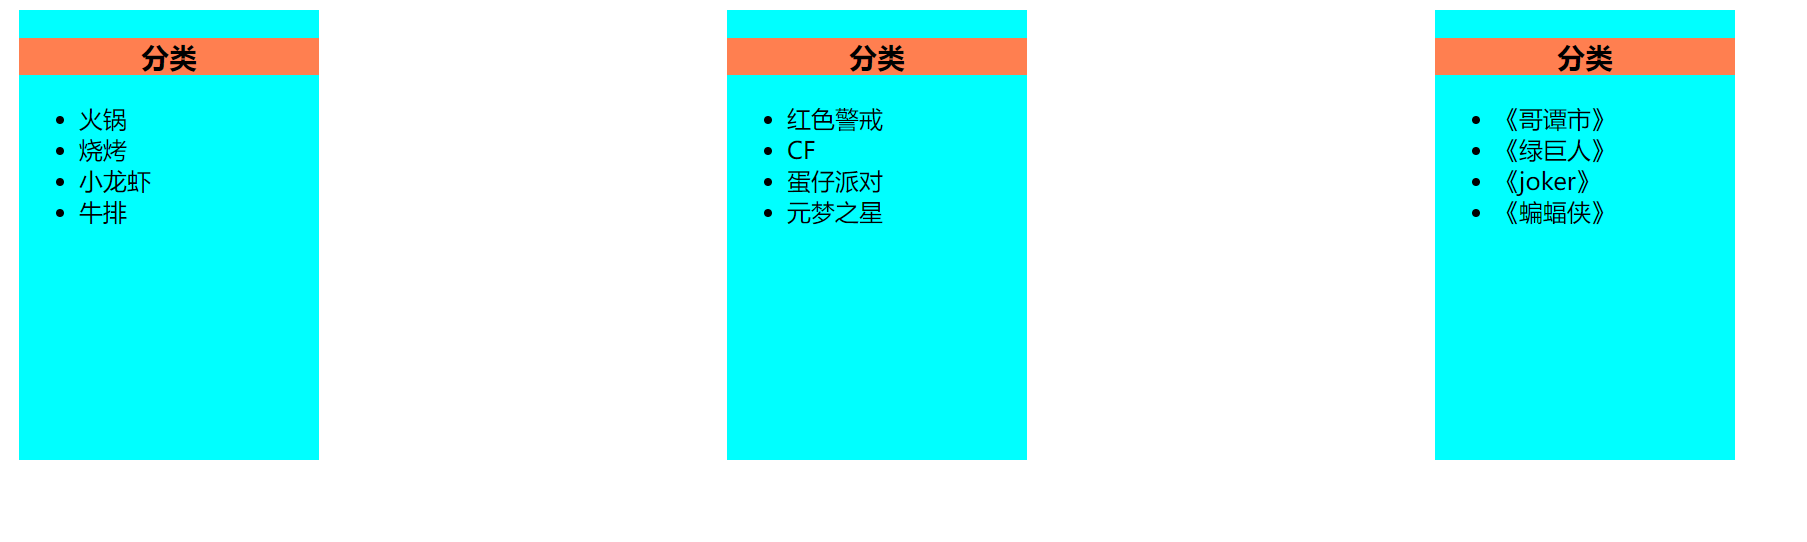 分类
火锅
烧烤
小龙虾
牛排
分类
红色警戒
CF
蛋仔派对
元梦之星
分类
《哥谭市》
《绿巨人》
《joker》
《蝙蝠侠》